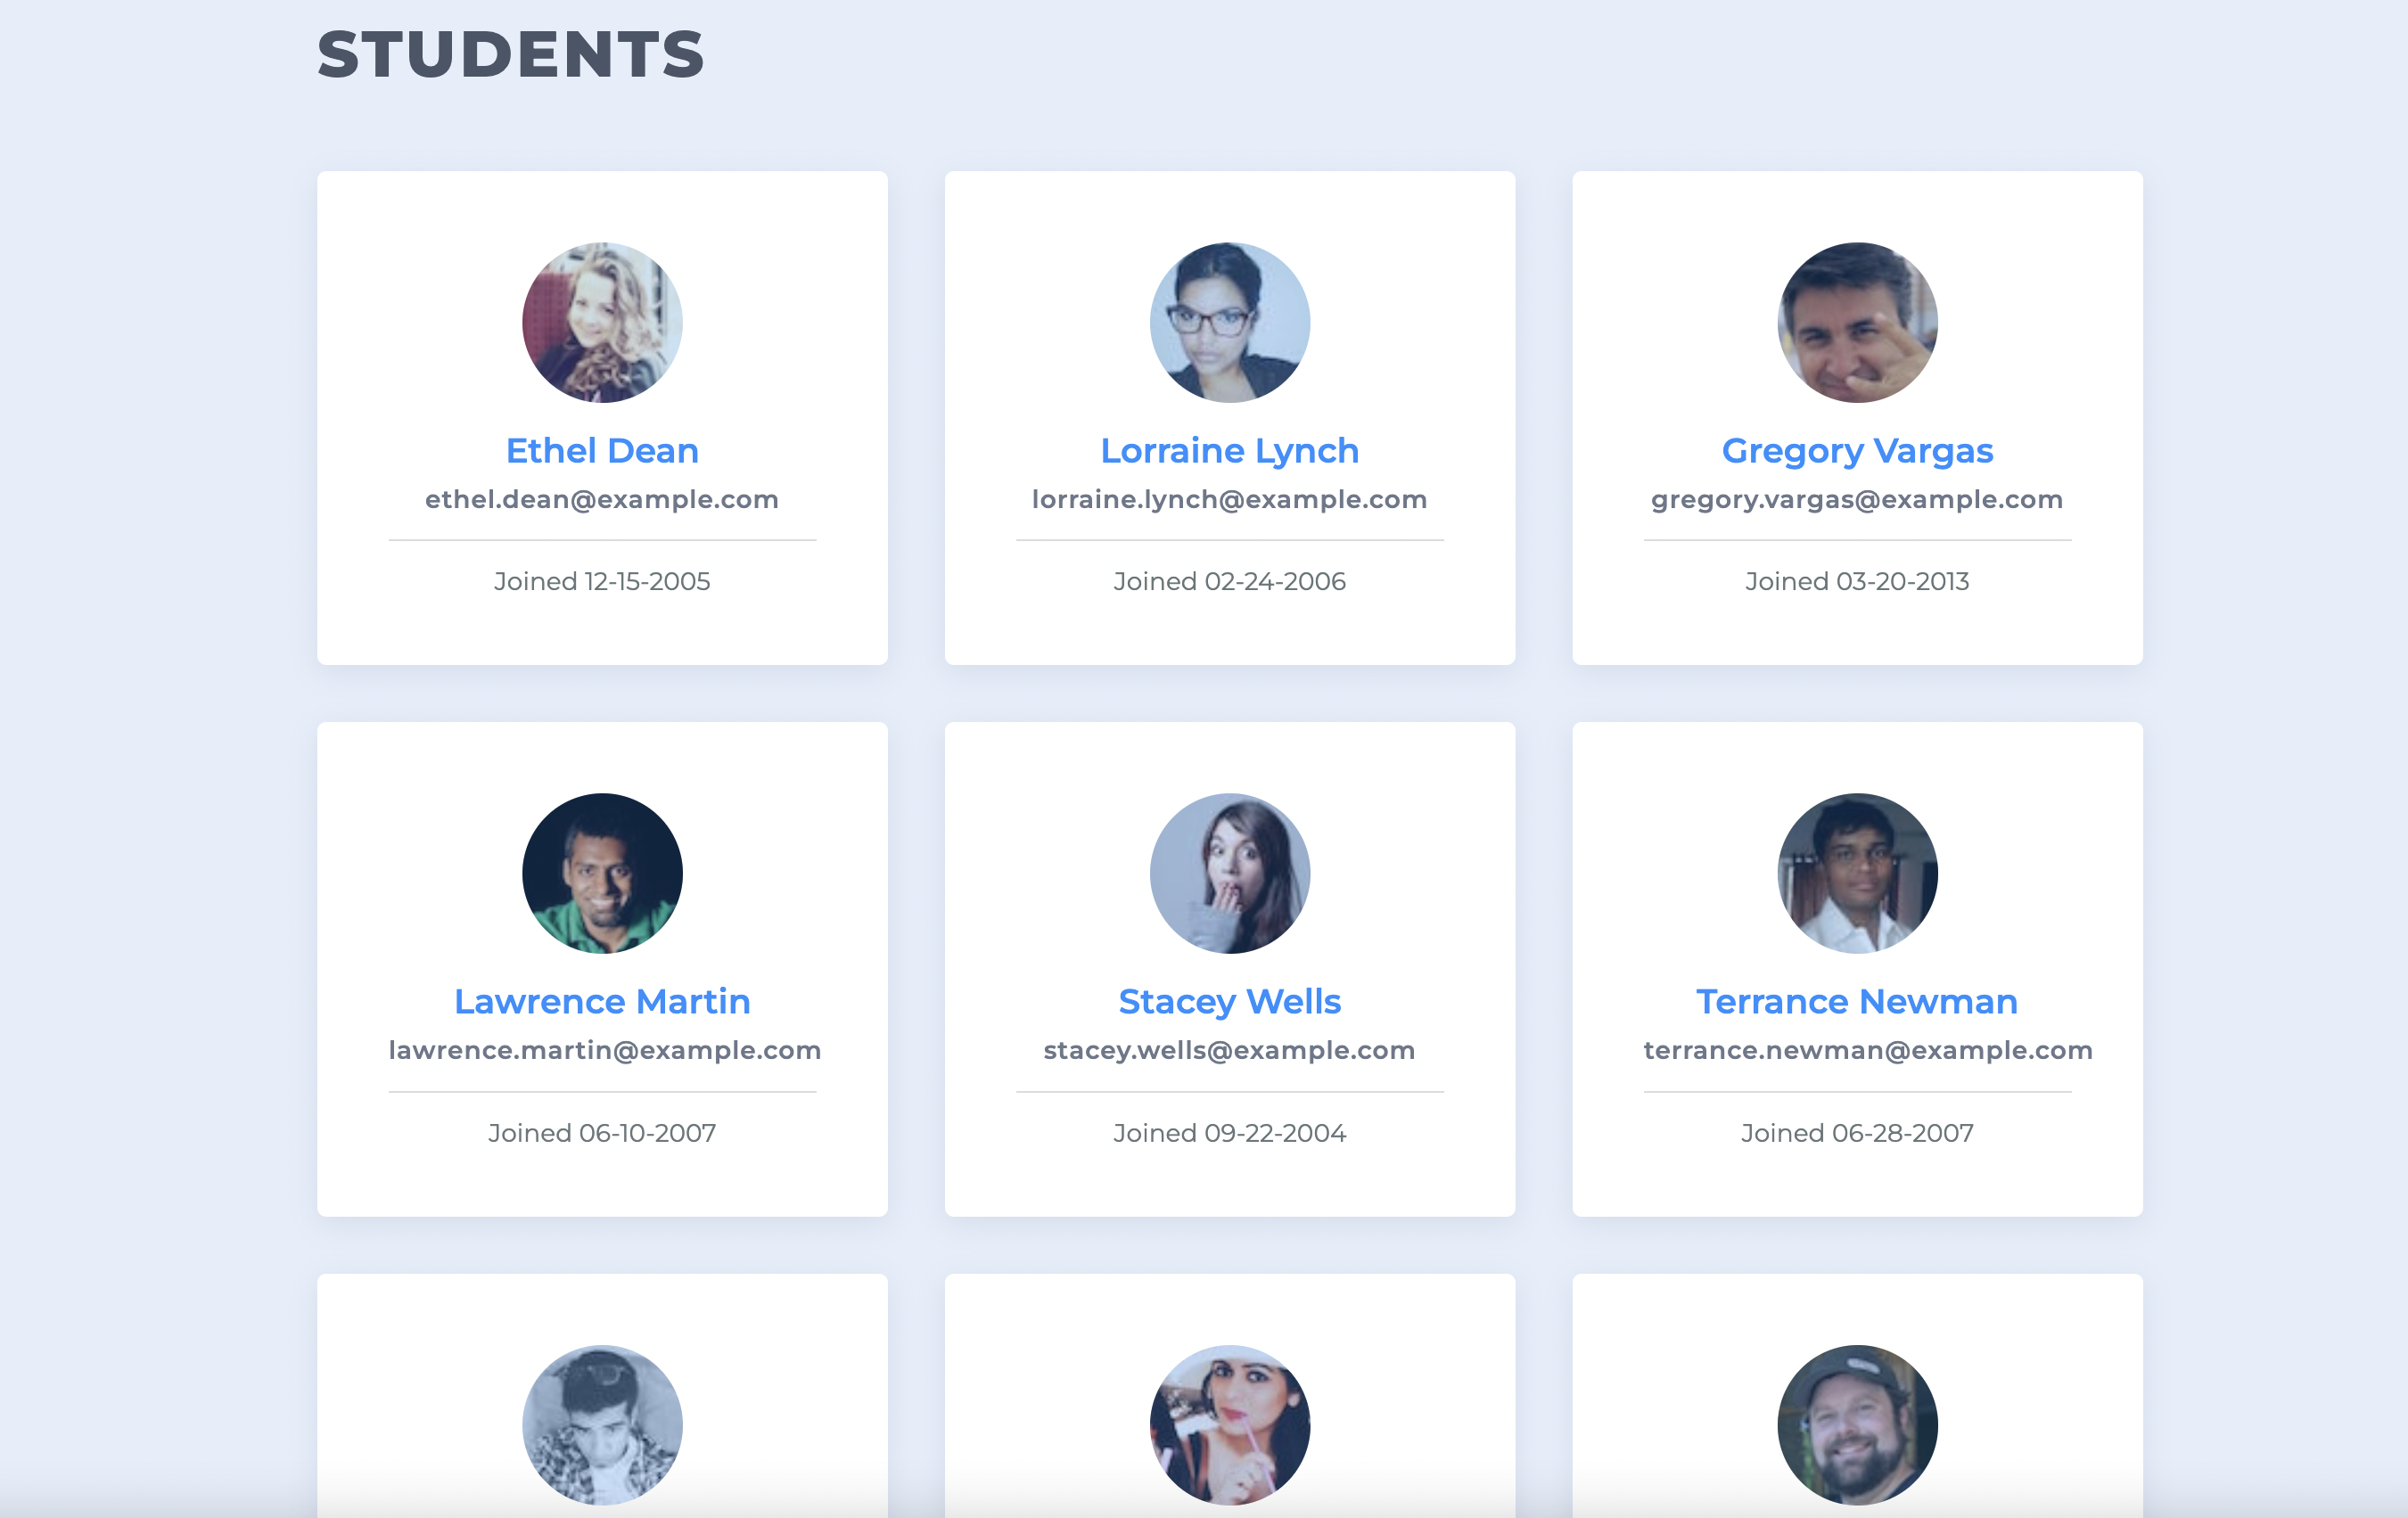 STUDENTS
Ethel Dean
ethel.dean@example.com
Joined 12-15-2005
Lorraine Lynch
lorraine.lynch@example.com
Joined 02-24-2006
Gregory Vargas
gregory.vargas@example.com
Joined 03-20-2013
Lawrence Martin
lawrence.martin@example.com
Joined 06-10-2007
Stacey Wells
stacey.wells@example.com
Joined 09-22-2004
Terrance Newman
terrance.newman@example.com
Joined 06-28-2007